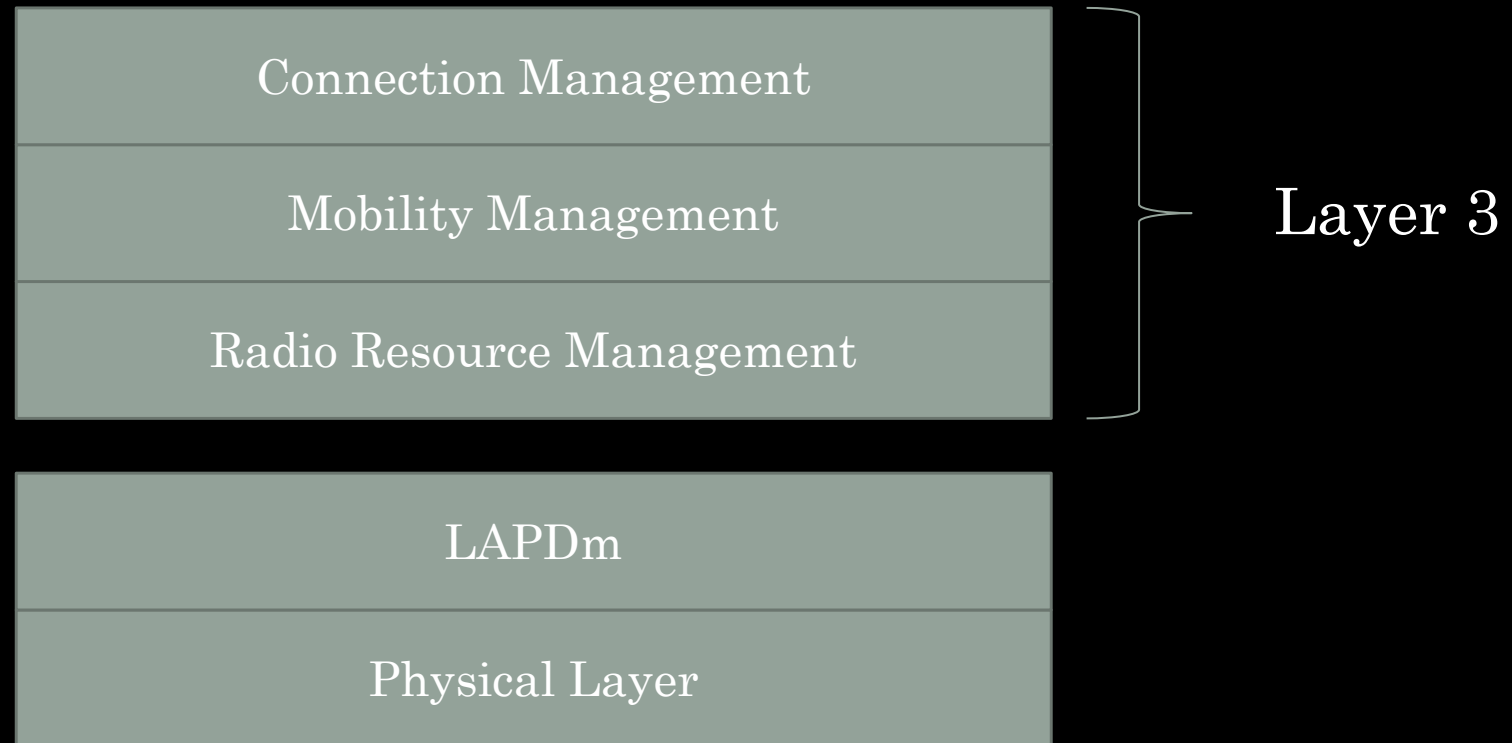 Connection Management
Mobility Management
Layer 3
Radio Resource Management
LAPDm
Physical Layer